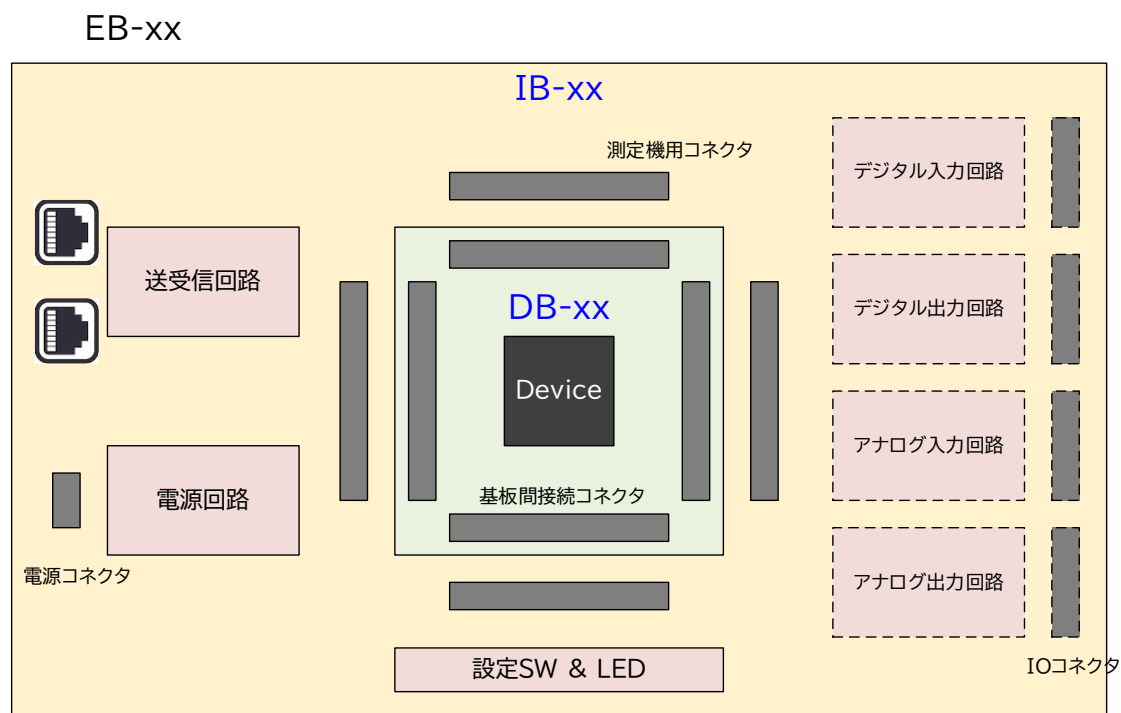 EB-xx
IB-xx
測定機用コネクタ
デジタル入力回路
送受信回路
DB-xx
デジタル出力回路
Device
アナログ入力回路
電源回路
基板間接続コネクタ
電源コネクタ
アナログ出力回路
設定SW & LED
IOコネクタ